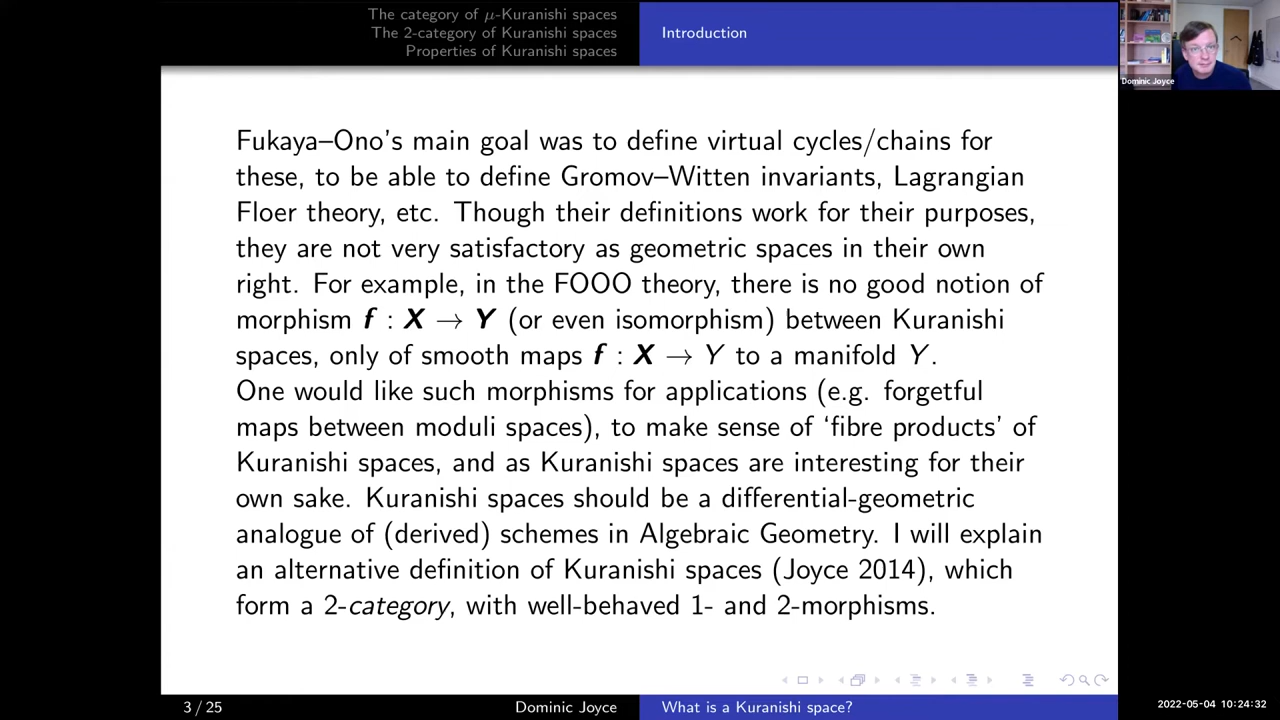 The category of μ-Kuranishi spaces
The 2-category of Kuranishi spaces
Properties of Kuranishi spaces
Introduction
Dominic Joyce
Fukaya–Ono's main goal was to define virtual cycles/chains for
these, to be able to define Gromov–Witten invariants, Lagrangian
Floer theory, etc. Though their definitions work for their purposes,
they are not very satisfactory as geometric spaces in their own
right. For example, in the FOOO theory, there is no good notion of
morphism f : X → Y (or even isomorphism) between Kuranishi
spaces, only of smooth maps f : X → Y to a manifold Y.
One would like such morphisms for applications (e.g. forgetful
maps between moduli spaces), to make sense of ‘fibre products’ of
Kuranishi spaces, and as Kuranishi spaces are interesting for their
own sake. Kuranishi spaces should be a differential-geometric
analogue of (derived) schemes in Algebraic Geometry. I will explain
an alternative definition of Kuranishi spaces (Joyce 2014), which
form a 2-category, with well-behaved 1- and 2-morphisms.
3 / 25
Dominic Joyce
What is a Kuranishi space?
2022-05-04 10:24:32